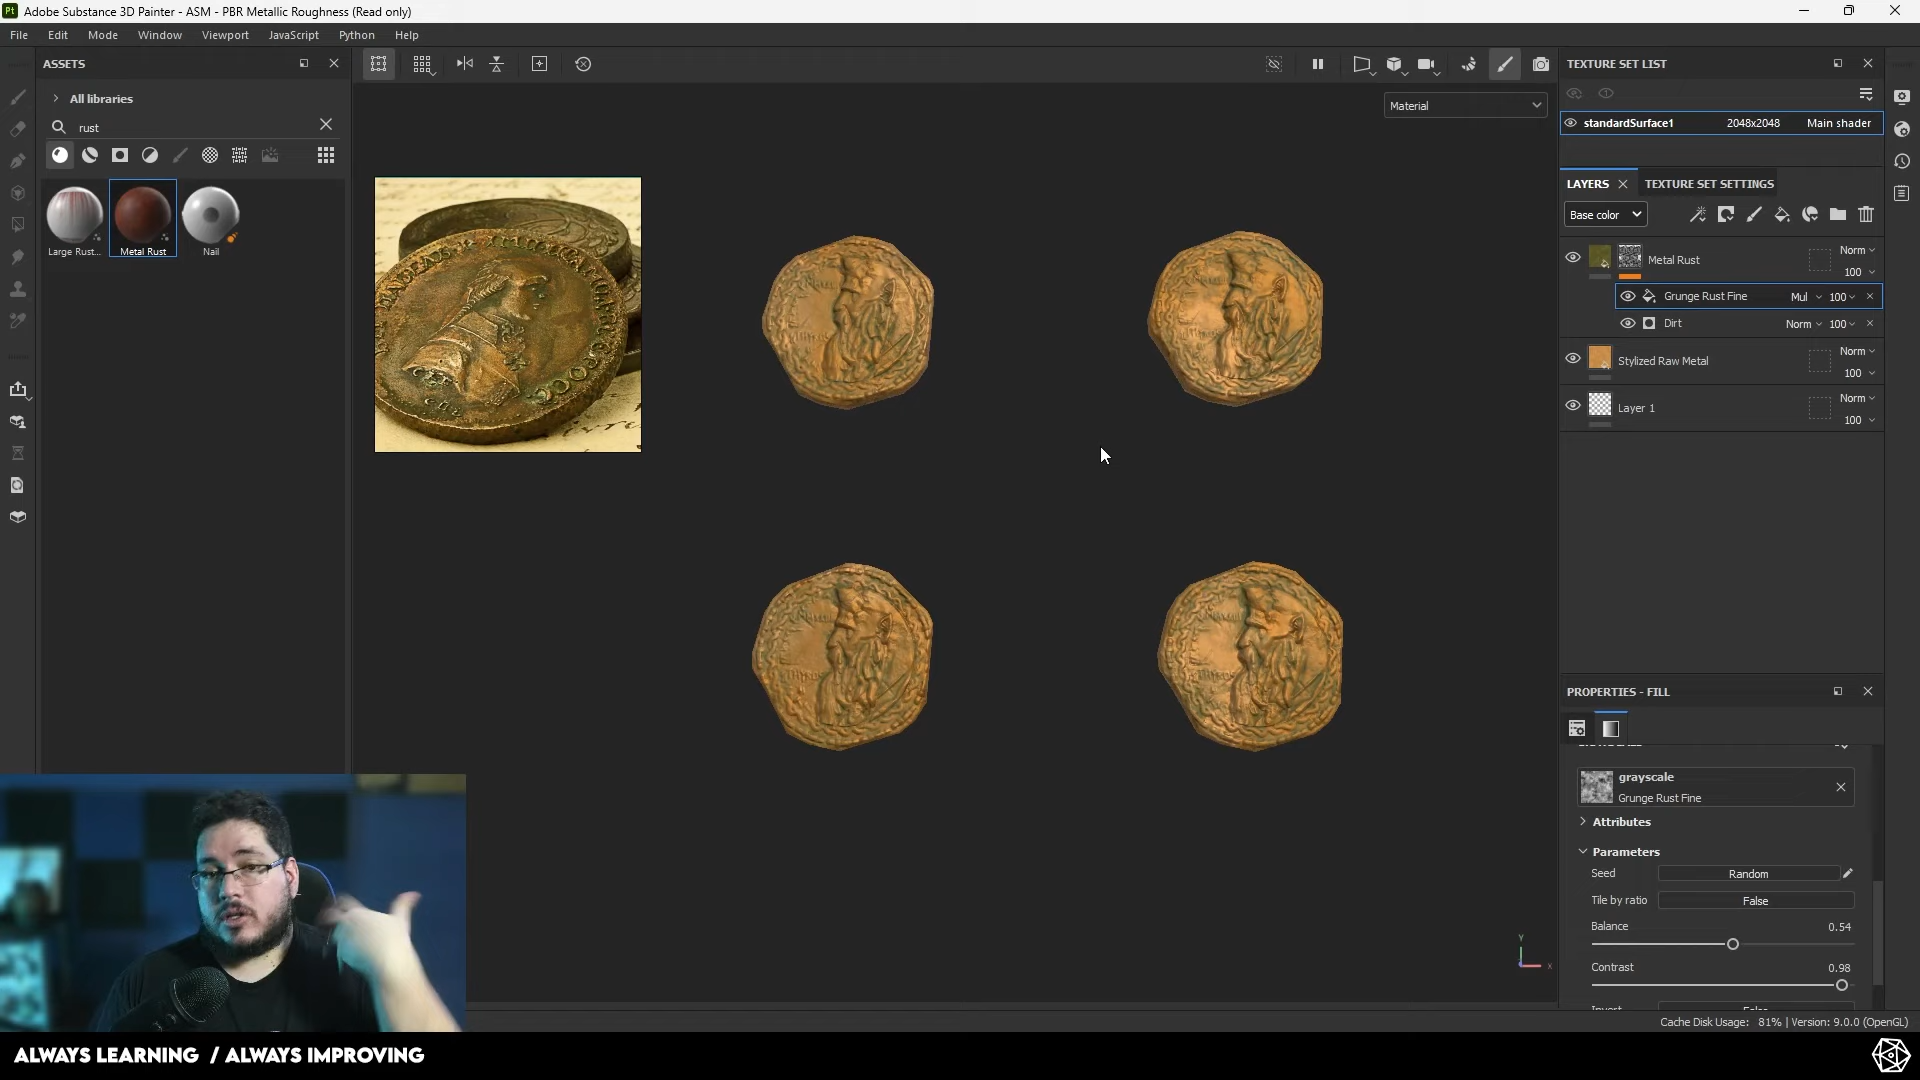 Pt Adobe Substance 3D Painter - ASM - PBR Metallic Roughness (Read only)
File Edit Mode Window Viewport JavaScript Python Help
ASSETS
All libraries
rust
Large Rust...
Metal Rust
Nail
Material
TEXTURE SET LIST
standardSurface1 2048x2048 Main shader
LAYERS TEXTURE SET SETTINGS
Base color
Metal Rust Norm 100
Grunge Rust Fine Mul 100
Dirt Norm 100
Stylized Raw Metal Norm 100
Layer 1 Norm 100
PROPERTIES - FILL
grayscale
Grunge Rust Fine
Attributes
Parameters
Seed Random
Tile by ratio False
Balance 0.54
Contrast 0.98
Y
X
Cache Disk Usage: 81% | Version: 9.0.0 (OpenGL)
ALWAYS LEARNING / ALWAYS IMPROVING